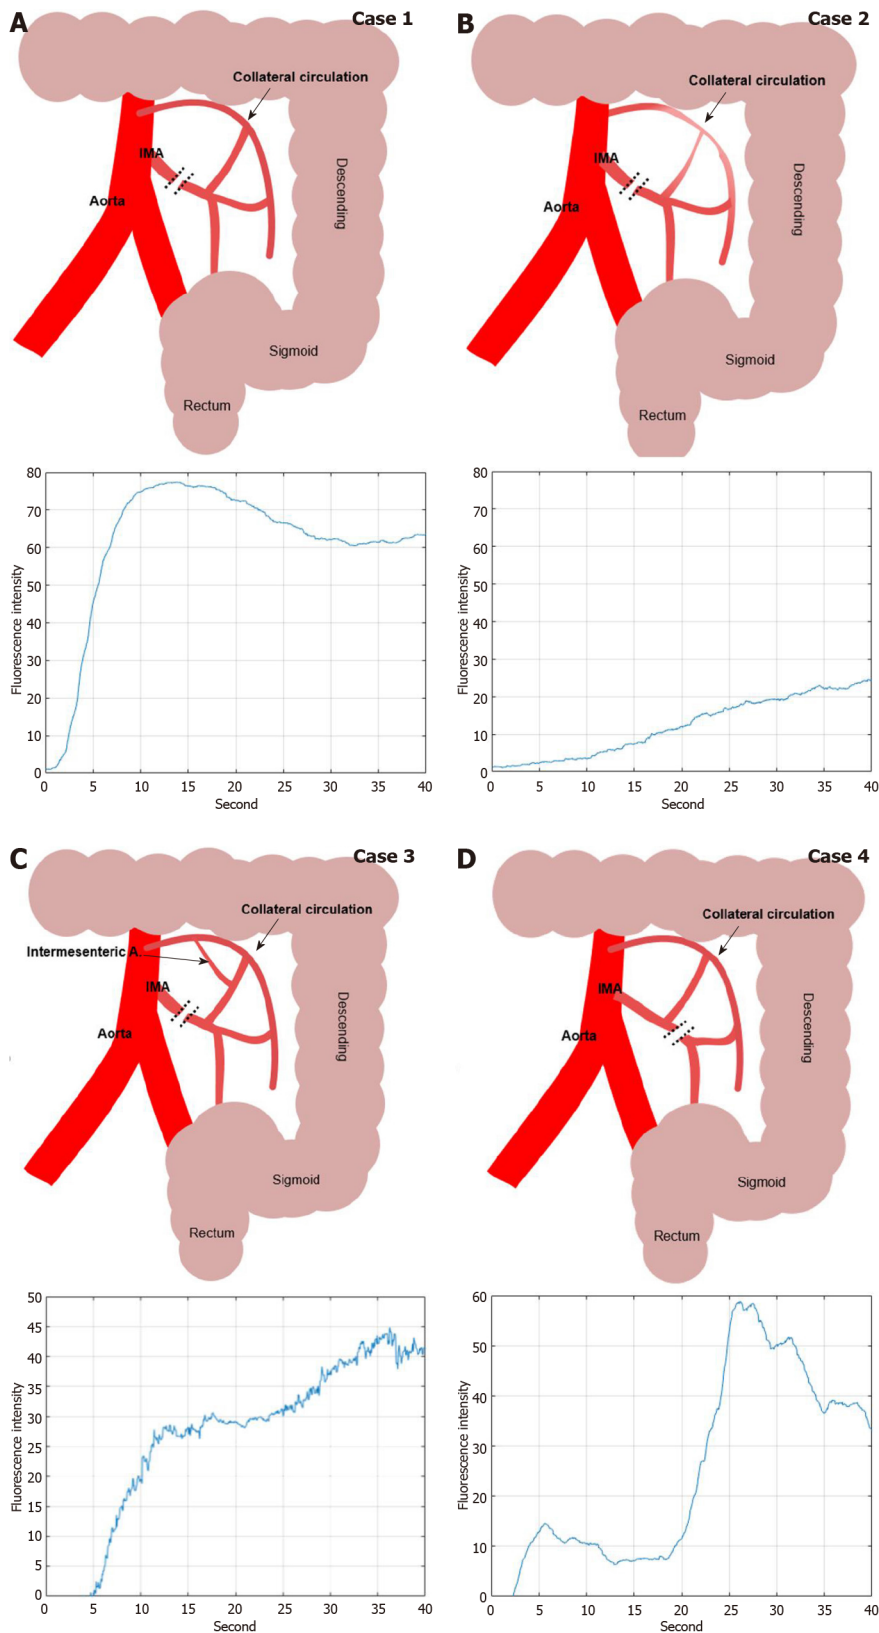 A
Case 1
Collateral circulation
IMA
Aorta
Descending
Sigmoid
Rectum
80
70
60
50
40
30
20
10
0
Fluorescence intensity
0 5 10 15 20 25 30 35 40
Second
B
Case 2
Collateral circulation
IMA
Aorta
Descending
Sigmoid
Rectum
80
70
60
50
40
30
20
10
0
Fluorescence intensity
0 5 10 15 20 25 30 35 40
Second
C
Case 3
Collateral circulation
Intermesenteric A.
IMA
Aorta
Descending
Sigmoid
Rectum
50
45
40
35
30
25
20
15
10
5
0
Fluorescence intensity
0 5 10 15 20 25 30 35 40
Second
D
Case 4
Collateral circulation
IMA
Aorta
Descending
Sigmoid
Rectum
60
50
40
30
20
10
0
Fluorescence intensity
0 5 10 15 20 25 30 35 40
Second